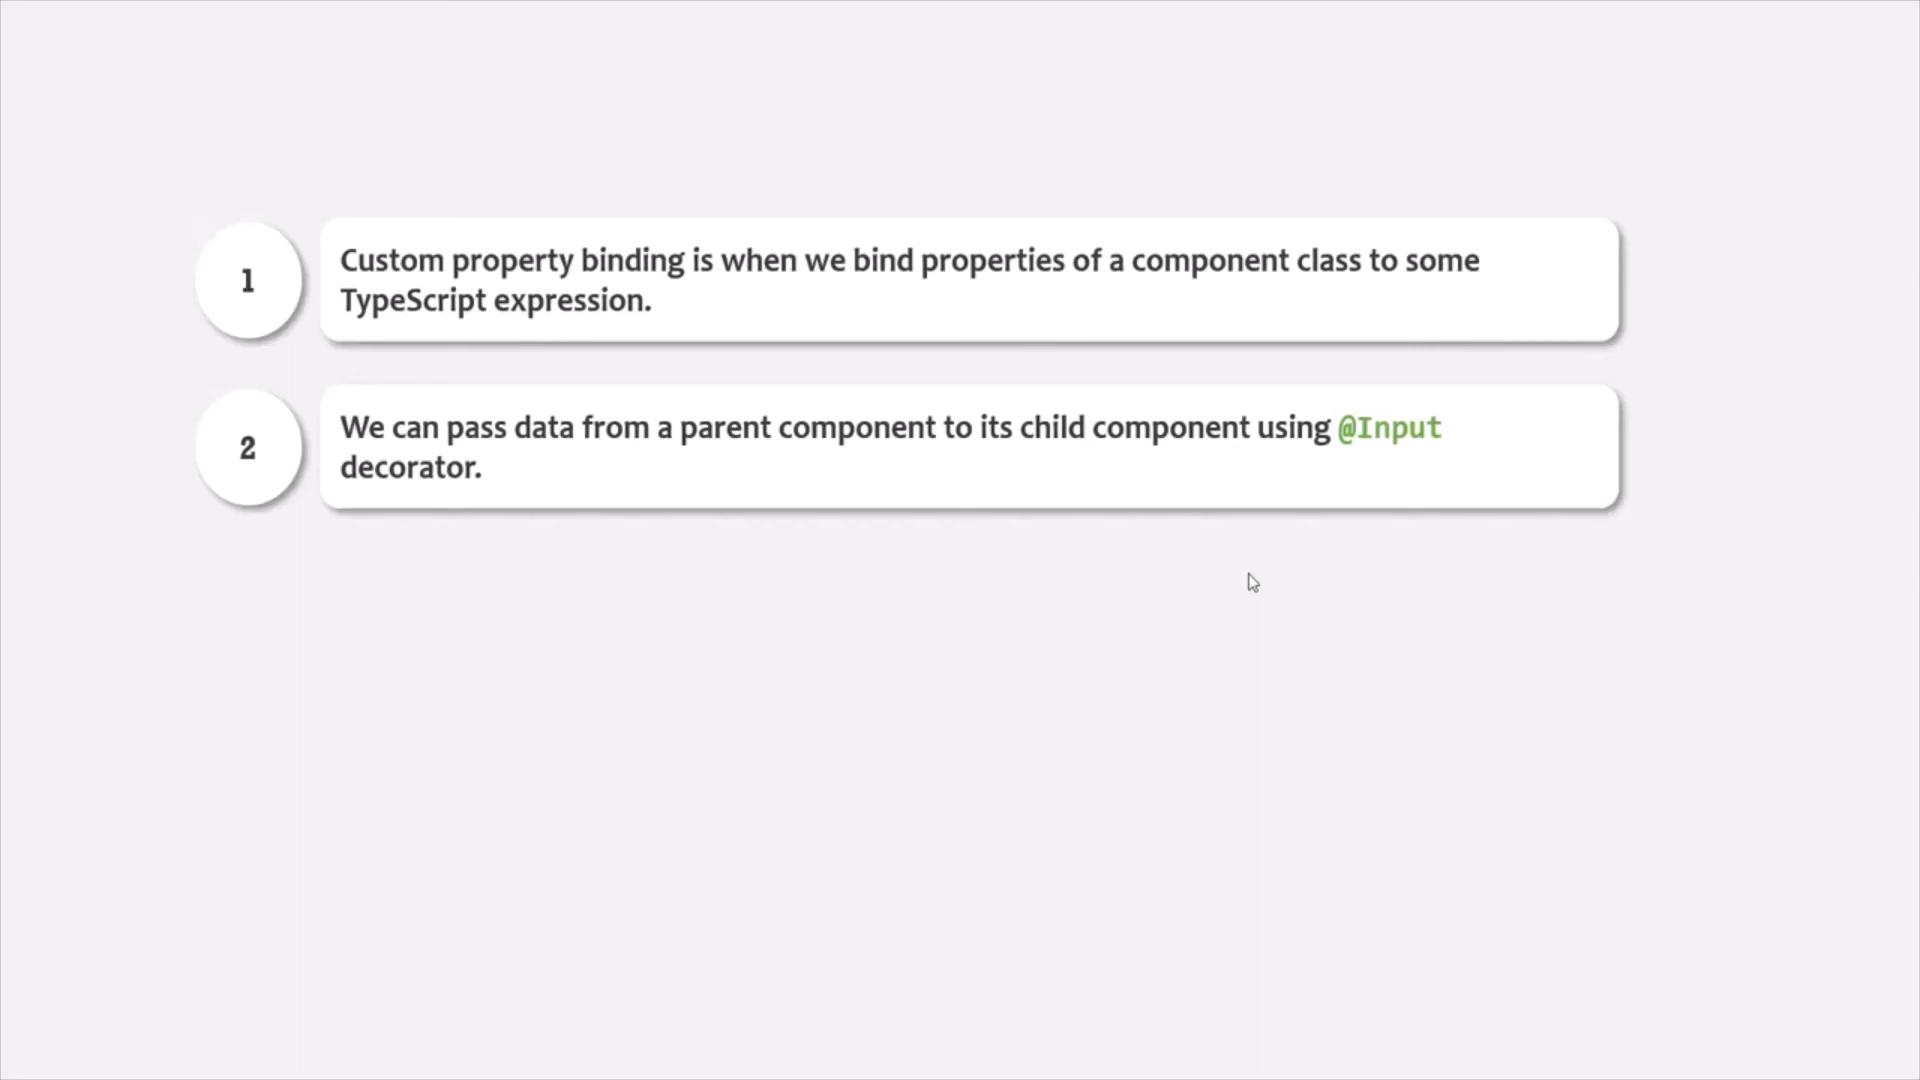 1
Custom property binding is when we bind properties of a component class to some
TypeScript expression.
2
We can pass data from a parent component to its child component using @Input
decorator.